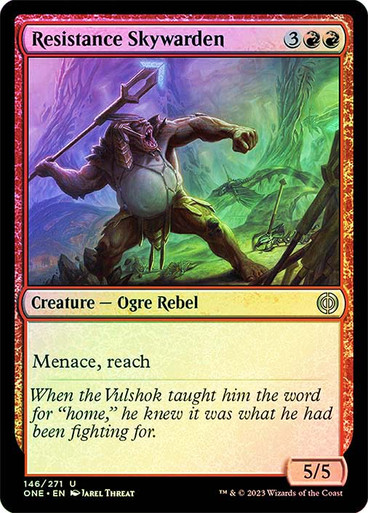 Resistance Skywarden 3
Creature — Ogre Rebel
Menace, reach
When the Vulshok taught him the word
for “home,” he knew it was what he had
been fighting for.
5/5
146/271 U
ONE • EN JAREL THREAT
™ & © 2023 Wizards of the Coast